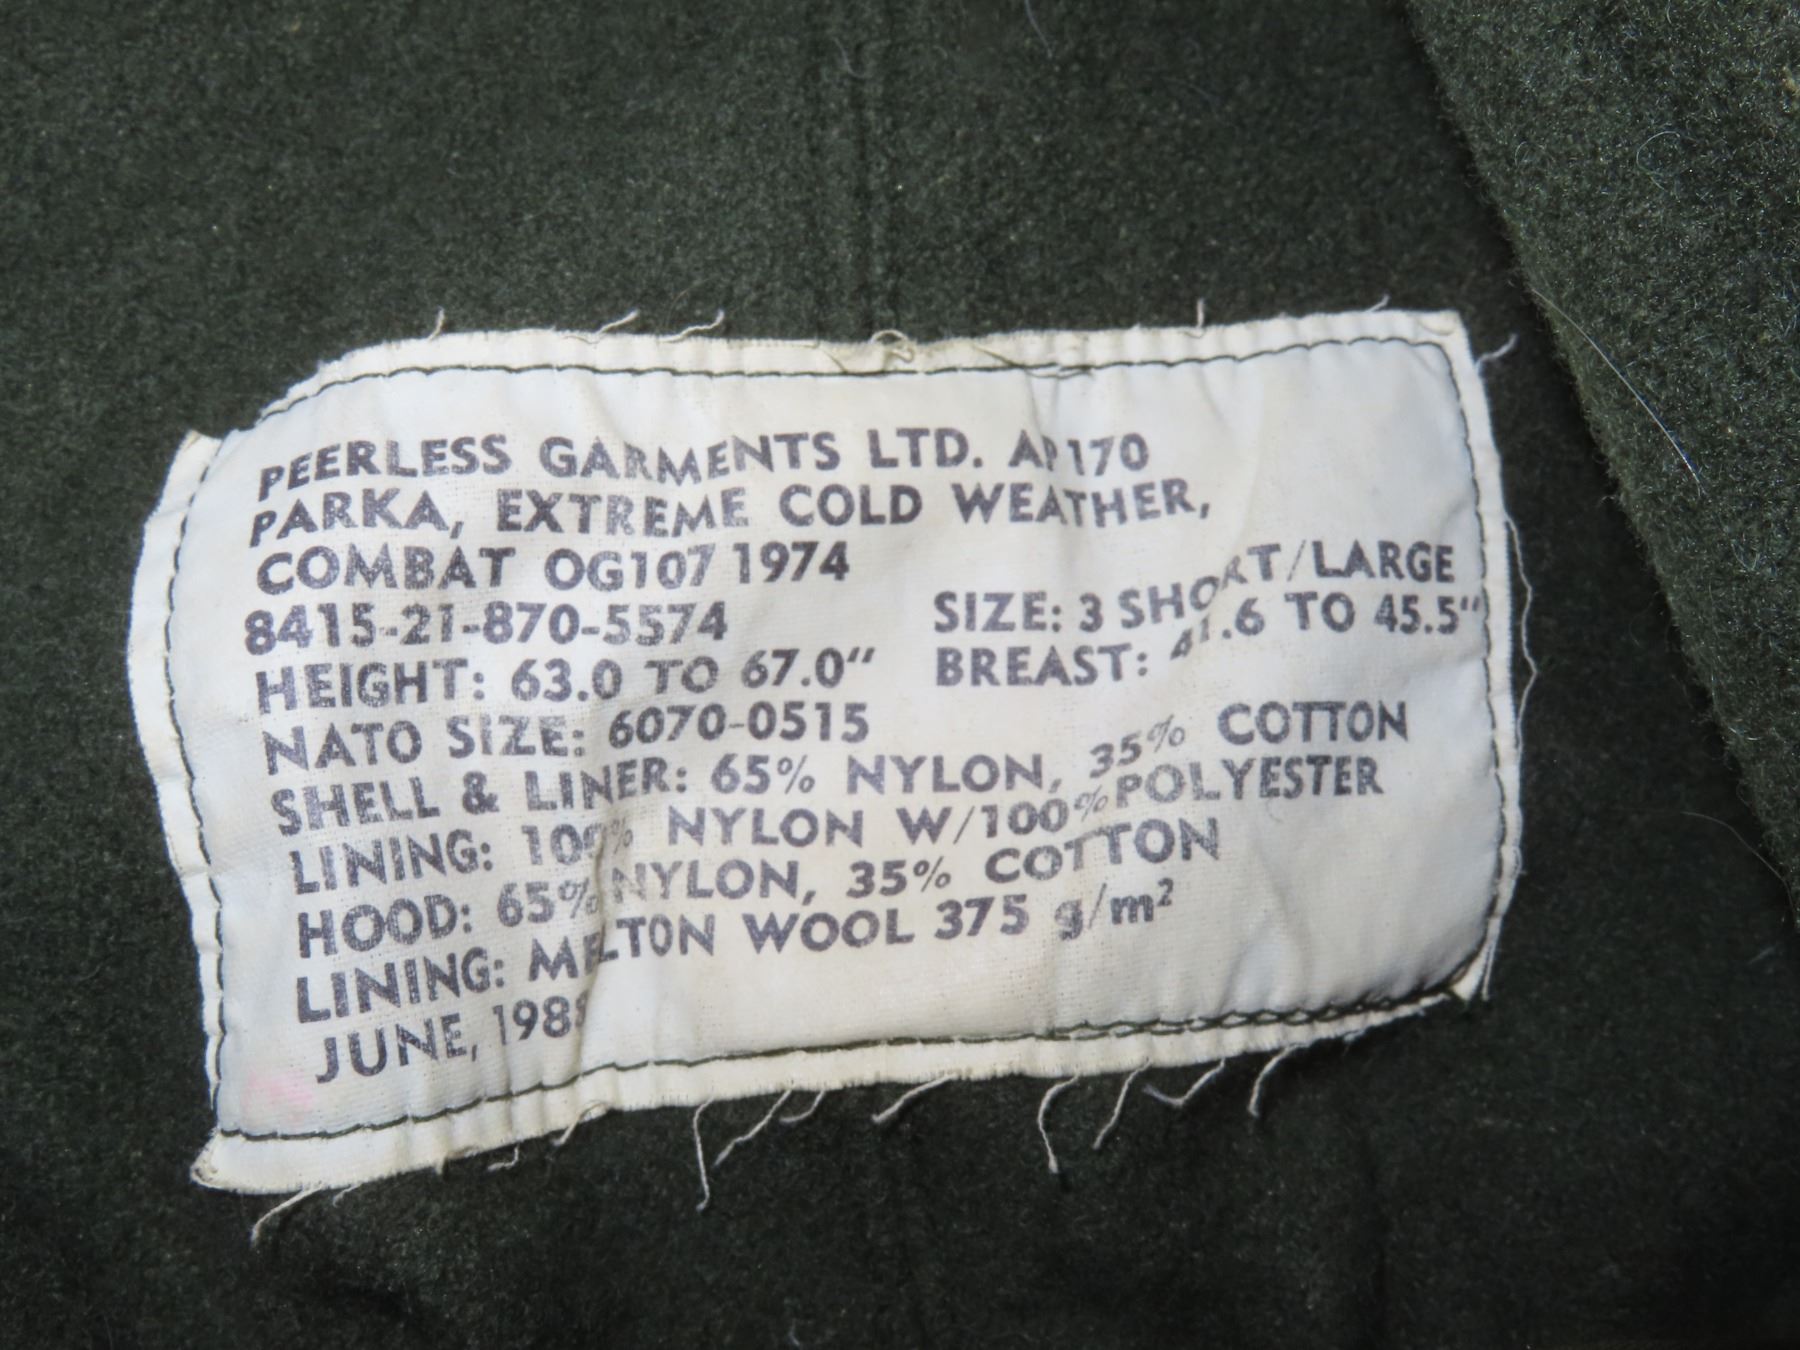 PEERLESS GARMENTS LTD. AP170
PARKA, EXTREME COLD WEATHER,
COMBAT OG107 1974
8415-21-870-5574
SIZE: 3 SHORT/LARGE
HEIGHT: 63.0 TO 67.0"
BREAST: 41.6 TO 45.5"
NATO SIZE: 6070-0515
SHELL & LINER: 65% NYLON, 35% COTTON
LINING: 100% NYLON W/100% POLYESTER
HOOD: 65% NYLON, 35% COTTON
LINING: MELTON WOOL 375 g/m²
JUNE,